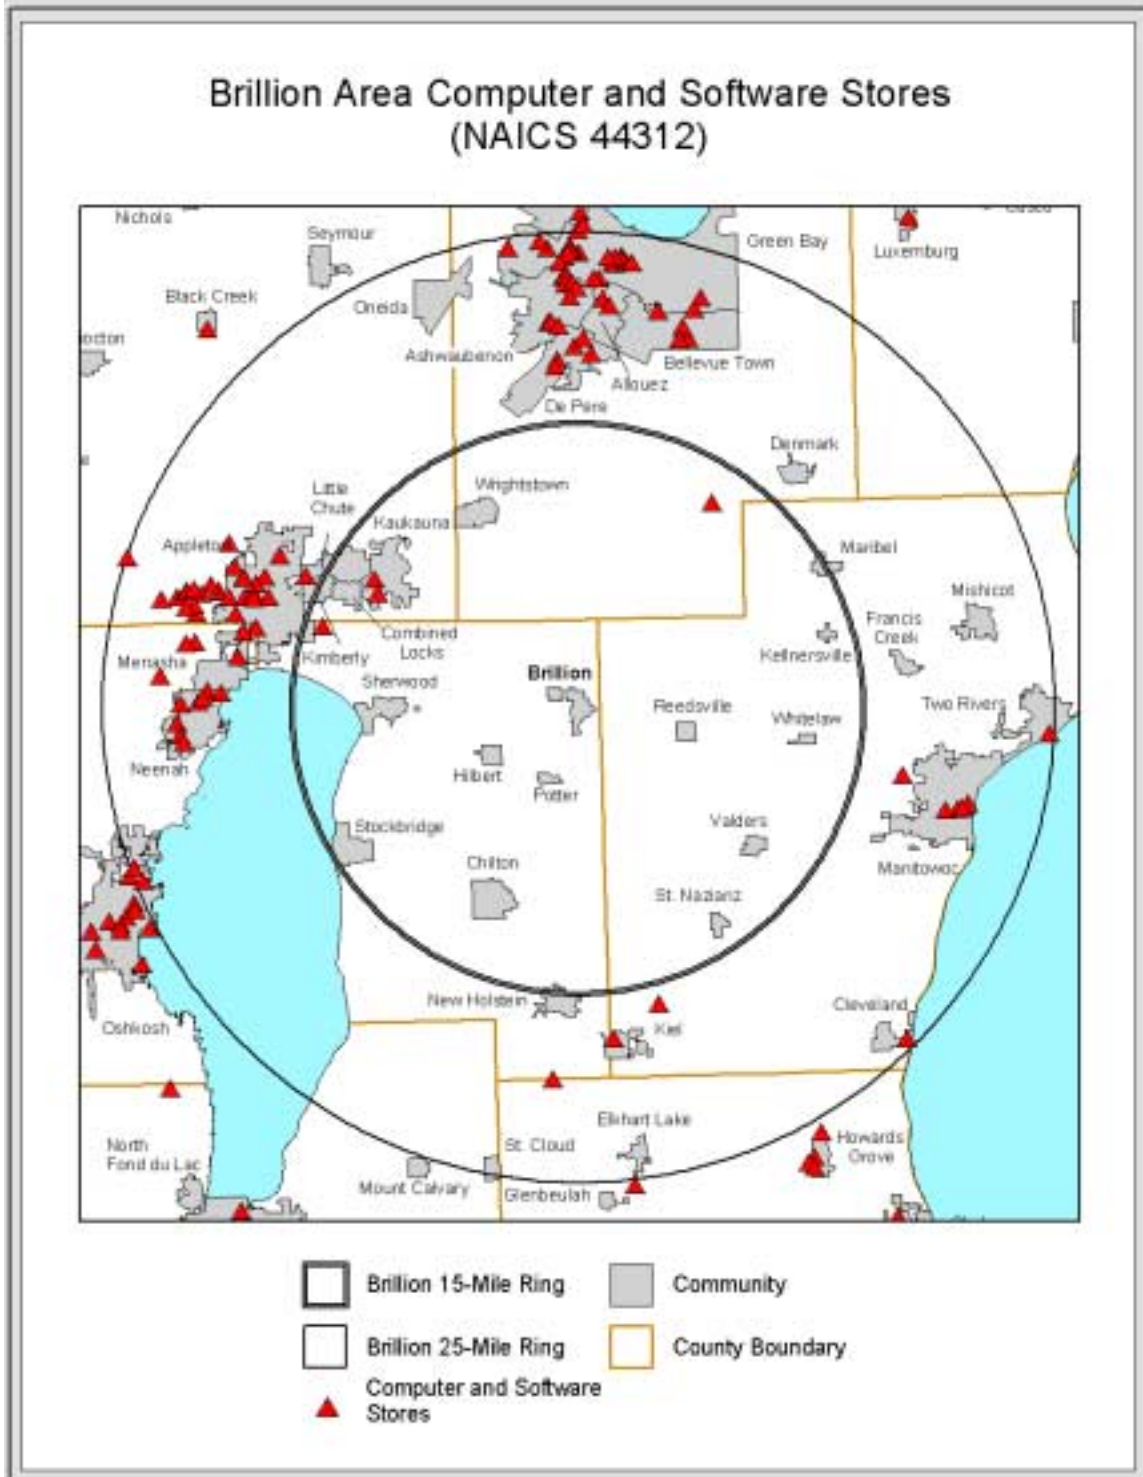 Brillion Area Computer and Software Stores
(NAICS 44312)
Nichols
Seymour
Green Bay
Luxemburg
Black Creek
Oneida
Ashwaubenon
Bellevue Town
Allouez
De Pere
Denmark
Wrightstown
Little
Chute
Kaukauna
Maribel
Mishicot
Francis
Creek
Combined
Locks
Kimberly
Kellnersville
Menasha
Sherwood
Brillion
Reedsville
Whitelaw
Two Rivers
Neenah
Hilbert
Potter
Stockbridge
Valders
Manitowoc
Chilton
St. Nazianz
New Holstein
Kiel
Cleveland
Oshkosh
Elkhart Lake
Howards
Grove
North
Fond du Lac
St. Cloud
Mount Calvary
Glenbeulah
Brillion 15-Mile Ring
Community
Brillion 25-Mile Ring
County Boundary
Computer and Software
Stores